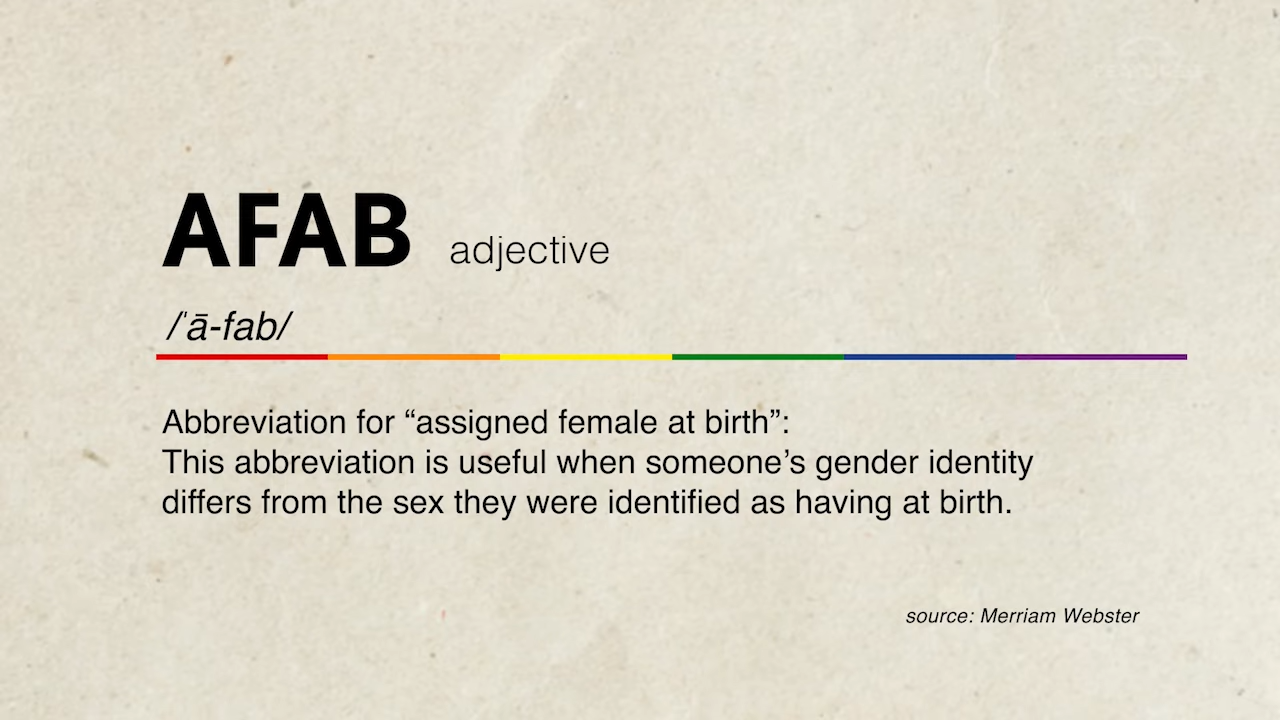 AFAB adjective
/ˈā-fab/
Abbreviation for “assigned female at birth”:
This abbreviation is useful when someone’s gender identity
differs from the sex they were identified as having at birth.
source: Merriam Webster